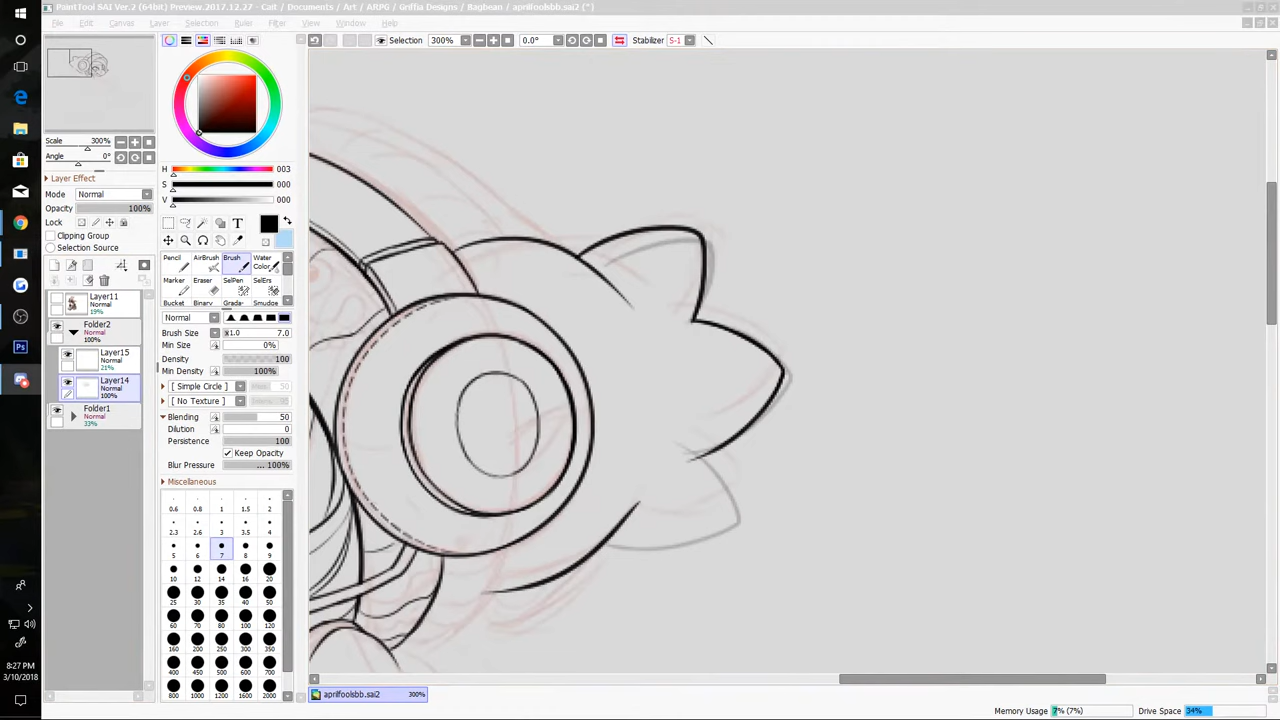 PaintTool SAI Ver.2 (64bit) Preview.2017.12.27 - Cait / Documents / Art / ARPG / Griffia Designs / Bagbean / aprilfoolsbb.sai2 (*)
File Edit Canvas Layer Selection Ruler Filter View Window Help
Selection 300% 0.0° Stabilizer S-1
Scale 300%
Angle 0°
Layer Effect
Mode Normal
Opacity 100%
Lock
Clipping Group
Selection Source
Layer11
Normal
19%
Folder2
Normal
100%
Layer15
Normal
21%
Layer14
Normal
100%
Folder1
Normal
33%
H 003
S 000
V 000
T
Pencil AirBrush Brush Water Color
Marker Eraser SelPen SelErs
Bucket Binary Grada- Smudge
Normal
Brush Size x1.0 7.0
Min Size 0%
Density 100
Min Density 100%
[ Simple Circle ] 50
[ No Texture ]
Blending 50
Dilution 0
Persistence 100
Keep Opacity
Blur Pressure ... 100%
Miscellaneous
0.6 0.8 1 1.5 2
2.3 2.6 3 3.5 4
5 6 7 8 9
10 12 14 16 20
25 30 35 40 50
60 70 80 100 120
160 200 250 300 350
400 450 500 600 700
800 1000 1200 1600 2000
Ps
8:27 PM
3/10/2018
aprilfoolsbb.sai2 300%
Memory Usage 7% (7%) Drive Space 34%